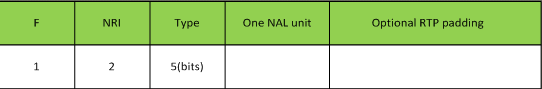 F NRI Type One NAL unit Optional RTP padding
1 2 5(bits)